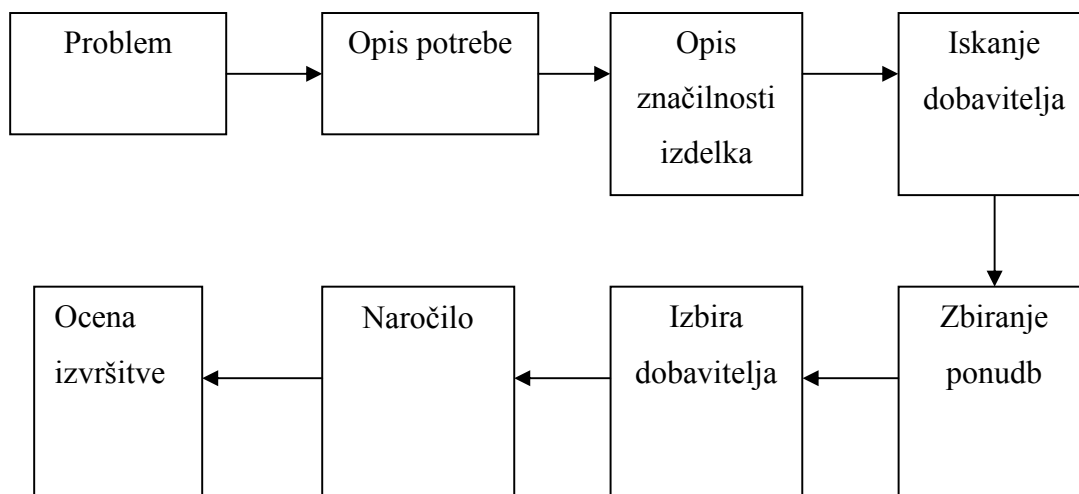 Problem
Opis potrebe
Opis
značilnosti
izdelka
Iskanje
dobavitelja
Zbiranje
ponudb
Izbira
dobavitelja
Naročilo
Ocena
izvršitve